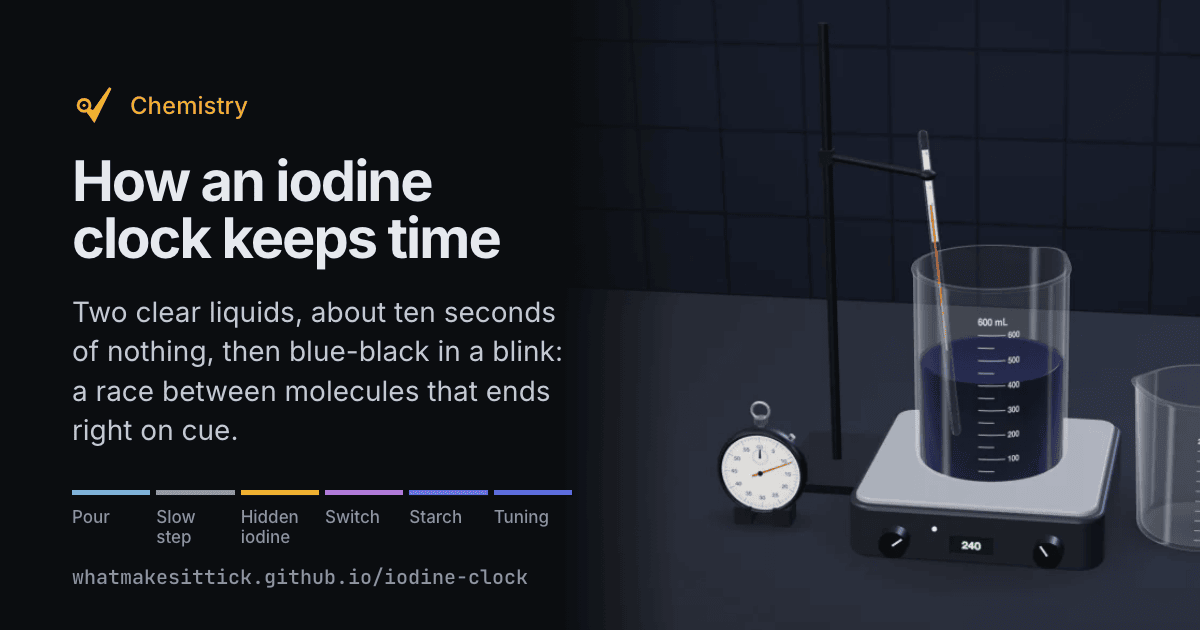 Chemistry
How an iodine
clock keeps time
Two clear liquids, about ten seconds
of nothing, then blue-black in a blink:
a race between molecules that ends
right on cue.
Pour
Slow
step
Hidden
iodine
Switch
Starch
Tuning
whatmakesittick.github.io/iodine-clock
600 mL
600
500
400
300
200
100
240